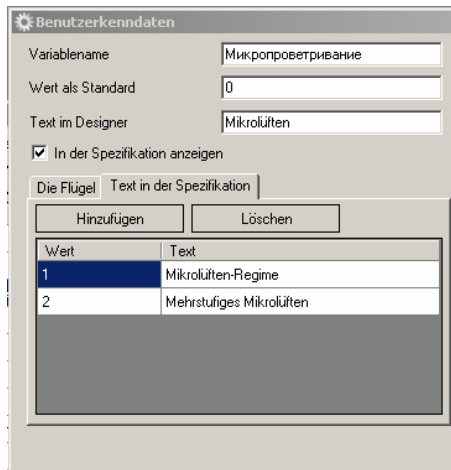 Benutzerkenndaten
Variablename Микропроветривание
Wert als Standard 0
Text im Designer Mikrolüften
In der Spezifikation anzeigen
Die Flügel Text in der Spezifikation
Hinzufügen Löschen
Wert Text
1 Mikrolüften-Regime
2 Mehrstufiges Mikrolüften